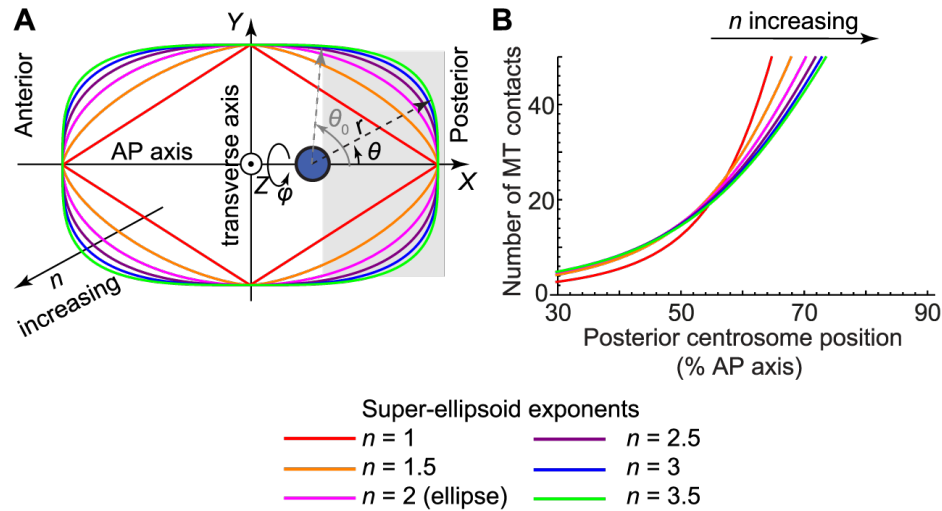 A
Y
Anterior
Posterior
AP axis
transverse axis
θ0
r
θ
Z
φ
X
n
increasing
B
n increasing
Number of MT contacts
40
20
0
30
50
70
90
Posterior centrosome position
(% AP axis)
Super-ellipsoid exponents
n = 1
n = 2.5
n = 1.5
n = 3
n = 2 (ellipse)
n = 3.5